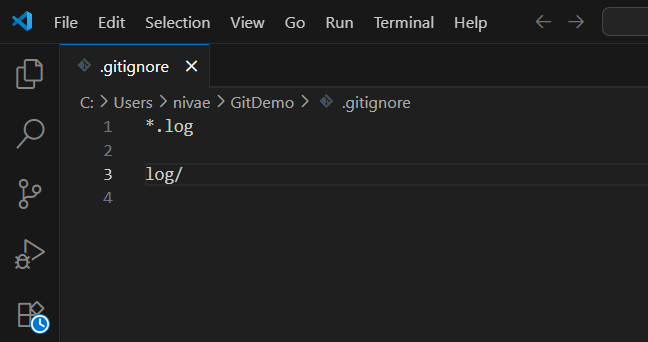 File Edit Selection View Go Run Terminal Help
.gitignore
C: Users nivae GitDemo .gitignore
1 *.log
2
3 log/
4